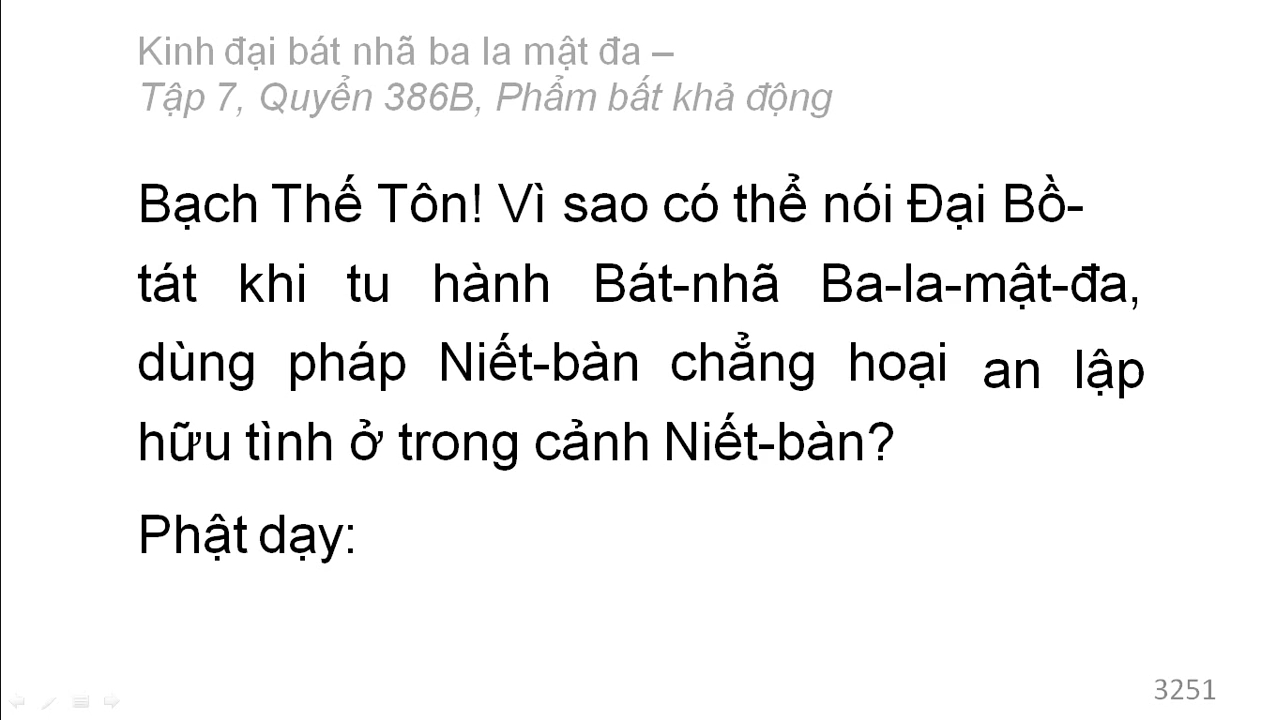 Kinh đại bát nhã ba la mật đa –
Tập 7, Quyển 386B, Phẩm bất khả động
Bạch Thế Tôn! Vì sao có thể nói Đại Bồ-
tát khi tu hành Bát-nhã Ba-la-mật-đa,
dùng pháp Niết-bàn chẳng hoại an lập
hữu tình ở trong cảnh Niết-bàn?
Phật dạy:
3251